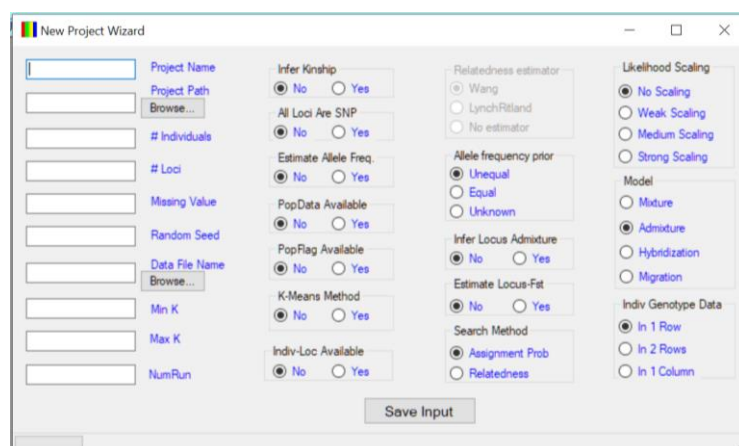 New Project Wizard
Project Name
Project Path
Browse...
# Individuals
# Loci
Missing Value
Random Seed
Data File Name
Browse...
Min K
Max K
NumRun
Infer Kinship
No Yes
All Loci Are SNP
No Yes
Estimate Allele Freq.
No Yes
PopData Available
No Yes
PopFlag Available
No Yes
K-Means Method
No Yes
Indiv-Loc Available
No Yes
Relatedness estimator
Wang
LynchRitland
No estimator
Allele frequency prior
Unequal
Equal
Unknown
Infer Locus Admixture
No Yes
Estimate Locus-Fst
No Yes
Search Method
Assignment Prob
Relatedness
Likelihood Scaling
No Scaling
Weak Scaling
Medium Scaling
Strong Scaling
Model
Mixture
Admixture
Hybridization
Migration
Indiv Genotype Data
In 1 Row
In 2 Rows
In 1 Column
Save Input